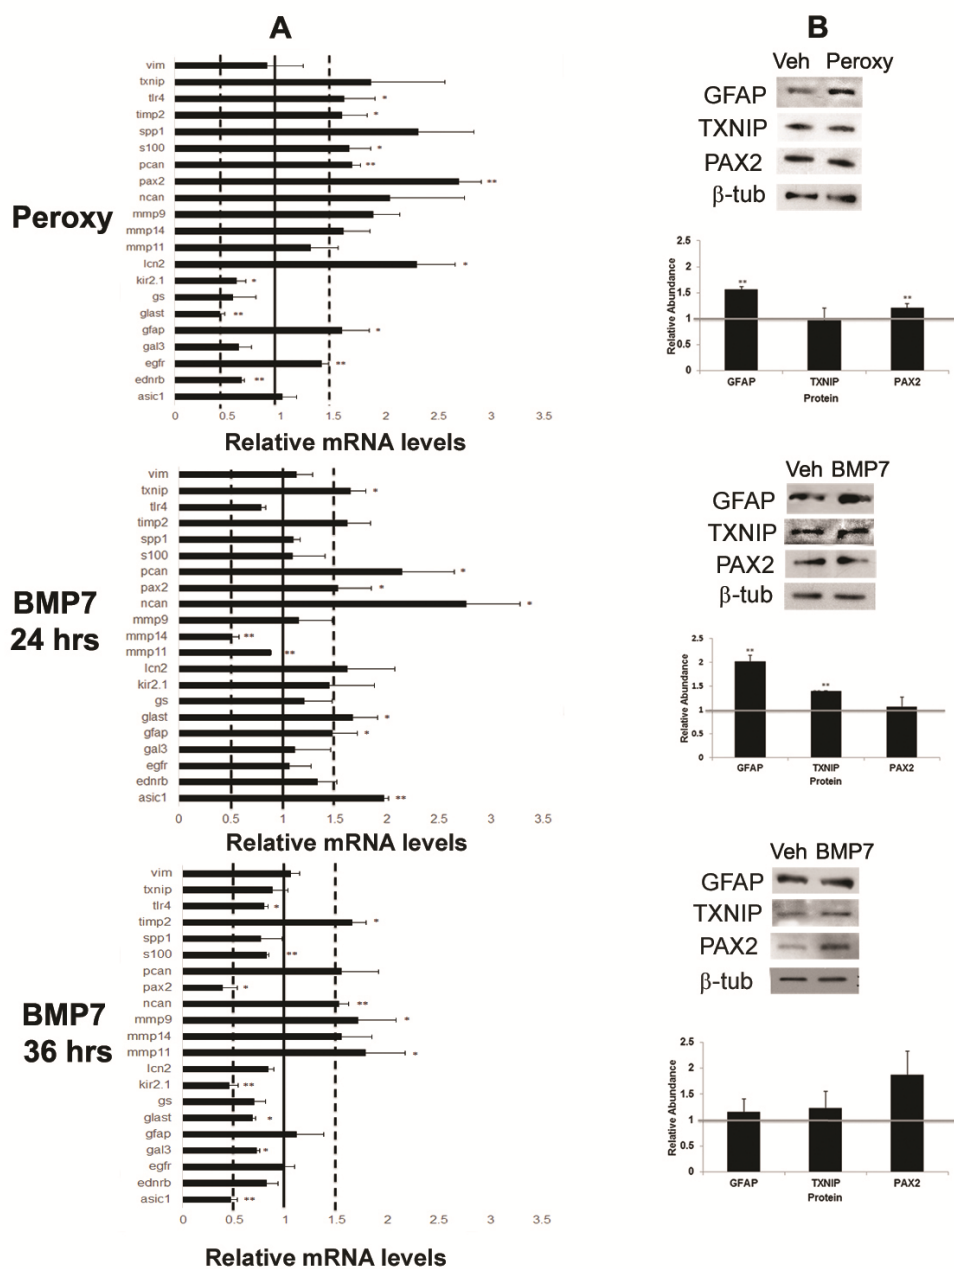 A
B
Peroxy
vim
txnip
tlr4 *
timp2 *
spp1
s100 *
pcan **
pax2 **
ncan
mmp9
mmp14
mmp11
lcn2 *
kir2.1 *
gs
glast **
gfap *
gal3
egfr **
ednrb **
asic1
0 0.5 1 1.5 2 2.5 3 3.5
Relative mRNA levels
Veh Peroxy
GFAP
TXNIP
PAX2
β-tub
Relative Abundance
2.5
2
1.5
1
0.5
0
** **
GFAP TXNIP PAX2
Protein
BMP7
24 hrs
vim
txnip *
tlr4
timp2
spp1
s100
pcan *
pax2 *
ncan *
mmp9
mmp14 **
mmp11 **
lcn2
kir2.1
gs
glast *
gfap *
gal3
egfr
ednrb
asic1 **
0 0.5 1 1.5 2 2.5 3 3.5
Relative mRNA levels
Veh BMP7
GFAP
TXNIP
PAX2
β-tub
Relative Abundance
2.5
2
1.5
1
0.5
0
** **
GFAP TXNIP PAX2
Protein
BMP7
36 hrs
vim
txnip
tlr4 *
timp2 *
spp1
s100 **
pcan
pax2 *
ncan **
mmp9 *
mmp14
mmp11 *
lcn2
kir2.1 **
gs
glast *
gfap
gal3 *
egfr
ednrb
asic1 **
0 0.5 1 1.5 2 2.5 3 3.5
Relative mRNA levels
Veh BMP7
GFAP
TXNIP
PAX2
β-tub
Relative Abundance
2.5
2
1.5
1
0.5
0
GFAP TXNIP PAX2
Protein